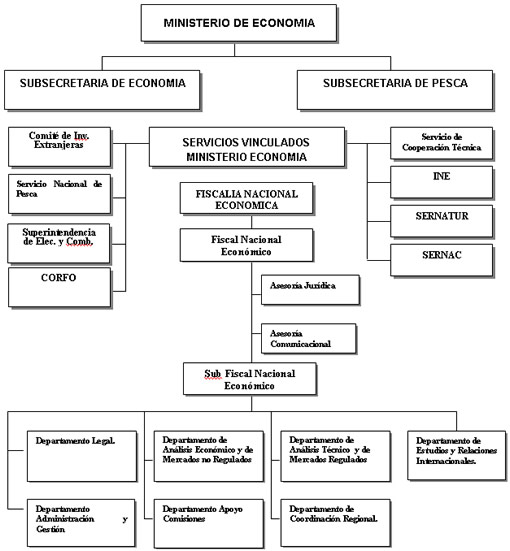 MINISTERIO DE ECONOMIA
SUBSECRETARIA DE ECONOMIA
SUBSECRETARIA DE PESCA
Comité de Inv.
Extranjeras
SERVICIOS VINCULADOS
MINISTERIO ECONOMIA
Servicio de
Cooperación Técnica
Servicio Nacional de
Pesca
FISCALIA NACIONAL
ECONOMICA
INE
Superintendencia
de Elec. y Comb.
Fiscal Nacional
Económico
SERNATUR
CORFO
SERNAC
Asesoría Jurídica
Asesoría
Comunicacional
Sub Fiscal Nacional
Económico
Departamento Legal.
Departamento de
Análisis Económico y de
Mercados no Regulados
Departamento de
Análisis Técnico y de
Mercados Regulados
Departamento de
Estudios y Relaciones
Internacionales.
Departamento
Administración y
Gestión
Departamento Apoyo
Comisiones
Departamento de
Coordinación Regional.